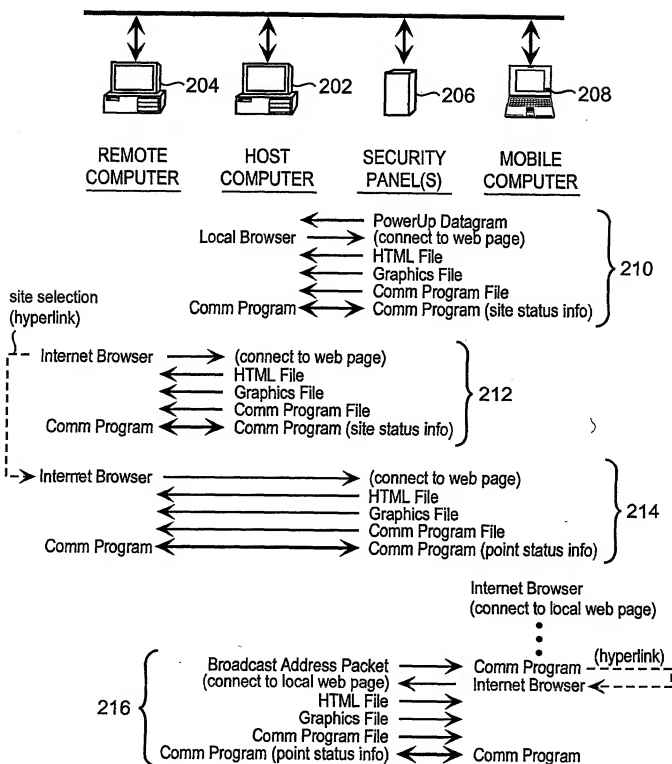 204
202
206
208
REMOTE COMPUTER
HOST COMPUTER
SECURITY PANEL(S)
MOBILE COMPUTER
PowerUp Datagram
Local Browser (connect to web page)
HTML File
Graphics File
Comm Program File
Comm Program Comm Program (site status info)
210
site selection
(hyperlink)
Internet Browser (connect to web page)
HTML File
Graphics File
Comm Program File
Comm Program Comm Program (site status info)
212
Internet Browser (connect to web page)
HTML File
Graphics File
Comm Program File
Comm Program Comm Program (point status info)
214
Internet Browser
(connect to local web page)
Broadcast Address Packet Comm Program (hyperlink)
(connect to local web page) Internet Browser
HTML File
Graphics File
Comm Program File
Comm Program (point status info) Comm Program
216